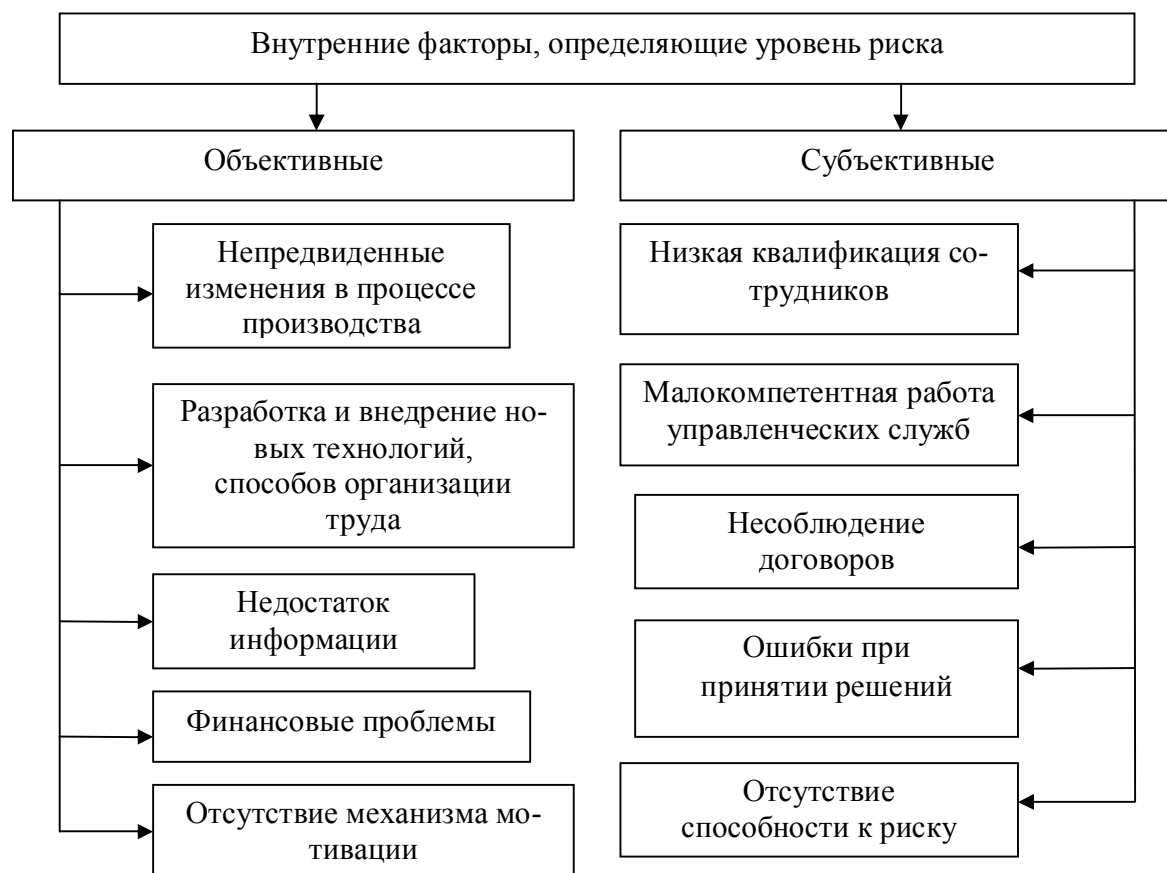 Внутренние факторы, определяющие уровень риска
Объективные
Субъективные
Непредвиденные
изменения в процессе
производства
Разработка и внедрение но-
вых технологий,
способов организации
труда
Недостаток
информации
Финансовые проблемы
Отсутствие механизма мо-
тивации
Низкая квалификация со-
трудников
Малокомпетентная работа
управленческих служб
Несоблюдение
договоров
Ошибки при
принятии решений
Отсутствие
способности к риску